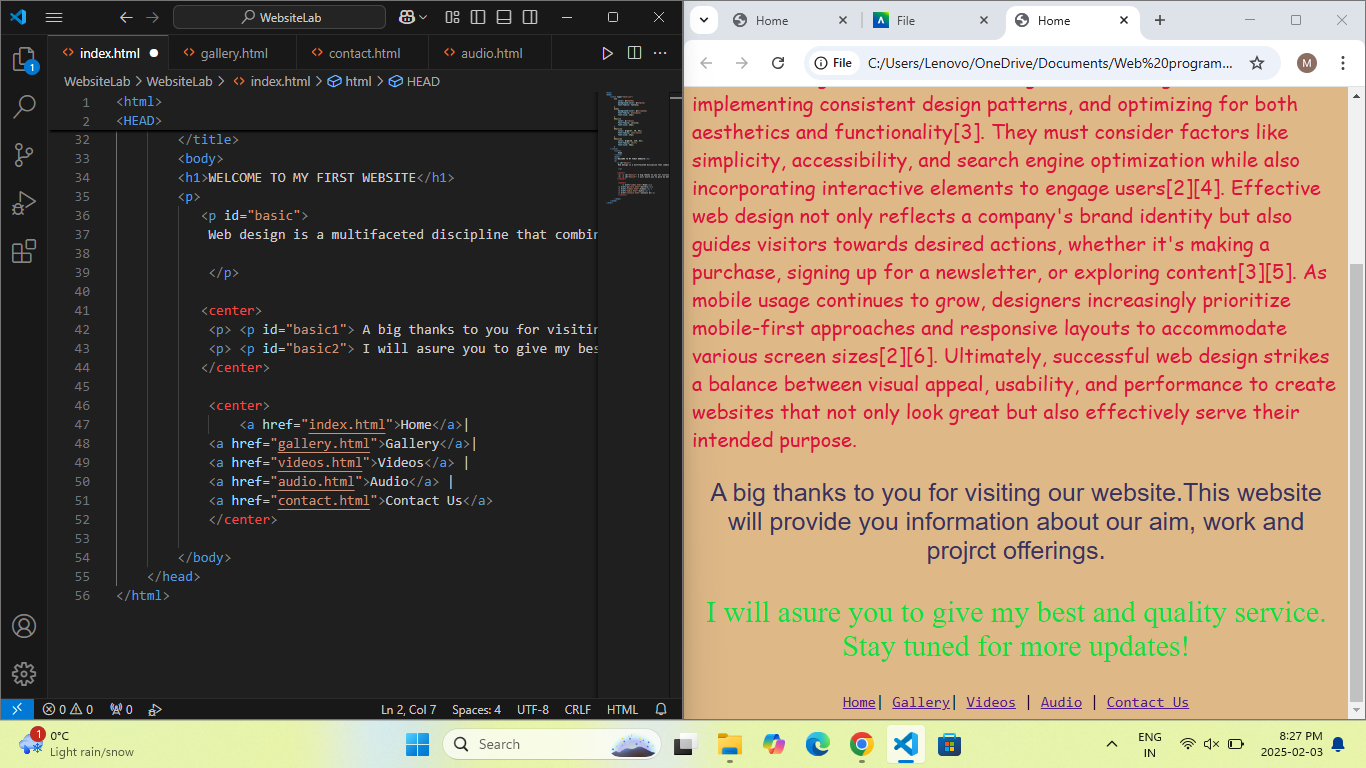 WebsiteLab
index.html
gallery.html
contact.html
audio.html
WebsiteLab > WebsiteLab > index.html > html > HEAD
1 <html>
2 <HEAD>
32 </title>
33 <body>
34 <h1>WELCOME TO MY FIRST WEBSITE</h1>
35 <p>
36 <p id="basic">
37 Web design is a multifaceted discipline that combin
38
39 </p>
40
41 <center>
42 <p> <p id="basic1"> A big thanks to you for visitin
43 <p> <p id="basic2"> I will asure you to give my bes
44 </center>
45
46 <center>
47 <a href="index.html">Home</a>|
48 <a href="gallery.html">Gallery</a>|
49 <a href="videos.html">Videos</a> |
50 <a href="audio.html">Audio</a> |
51 <a href="contact.html">Contact Us</a>
52 </center>
53
54 </body>
55 </head>
56 </html>
1
0 0 0
Ln 2, Col 7 Spaces: 4 UTF-8 CRLF HTML
Home
File
Home
File C:/Users/Lenovo/OneDrive/Documents/Web%20program... M
implementing consistent design patterns, and optimizing for both
aesthetics and functionality[3]. They must consider factors like
simplicity, accessibility, and search engine optimization while also
incorporating interactive elements to engage users[2][4]. Effective
web design not only reflects a company's brand identity but also
guides visitors towards desired actions, whether it's making a
purchase, signing up for a newsletter, or exploring content[3][5]. As
mobile usage continues to grow, designers increasingly prioritize
mobile-first approaches and responsive layouts to accommodate
various screen sizes[2][6]. Ultimately, successful web design strikes
a balance between visual appeal, usability, and performance to create
websites that not only look great but also effectively serve their
intended purpose.
A big thanks to you for visiting our website.This website
will provide you information about our aim, work and
projrct offerings.
I will asure you to give my best and quality service.
Stay tuned for more updates!
Home| Gallery| Videos | Audio | Contact Us
1
0°C
Light rain/snow
Search
ENG
IN
8:27 PM
2025-02-03